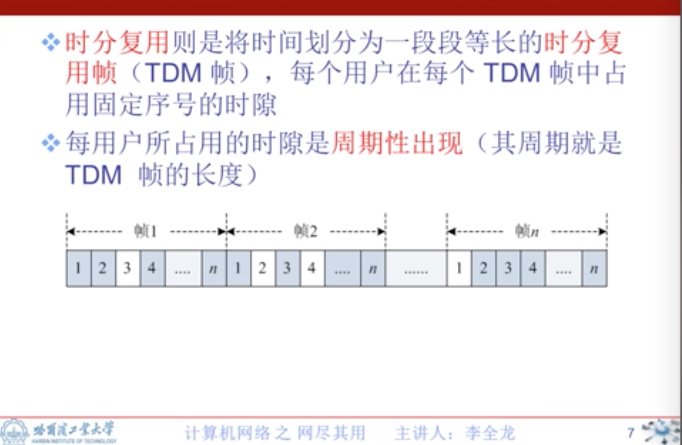 时分复用则是将时间划分为一段段等长的时分复
用帧（TDM 帧），每个用户在每个 TDM 帧中占
用固定序号的时隙
每用户所占用的时隙是周期性出现（其周期就是
TDM 帧的长度）
帧1 帧2 帧n
1 2 3 4 .... n 1 2 3 4 .... n ...... 1 2 3 4 .... n
哈尔滨工业大学
HARBIN INSTITUTE OF TECHNOLOGY
计算机网络 之 网尽其用 主讲人：李全龙 7